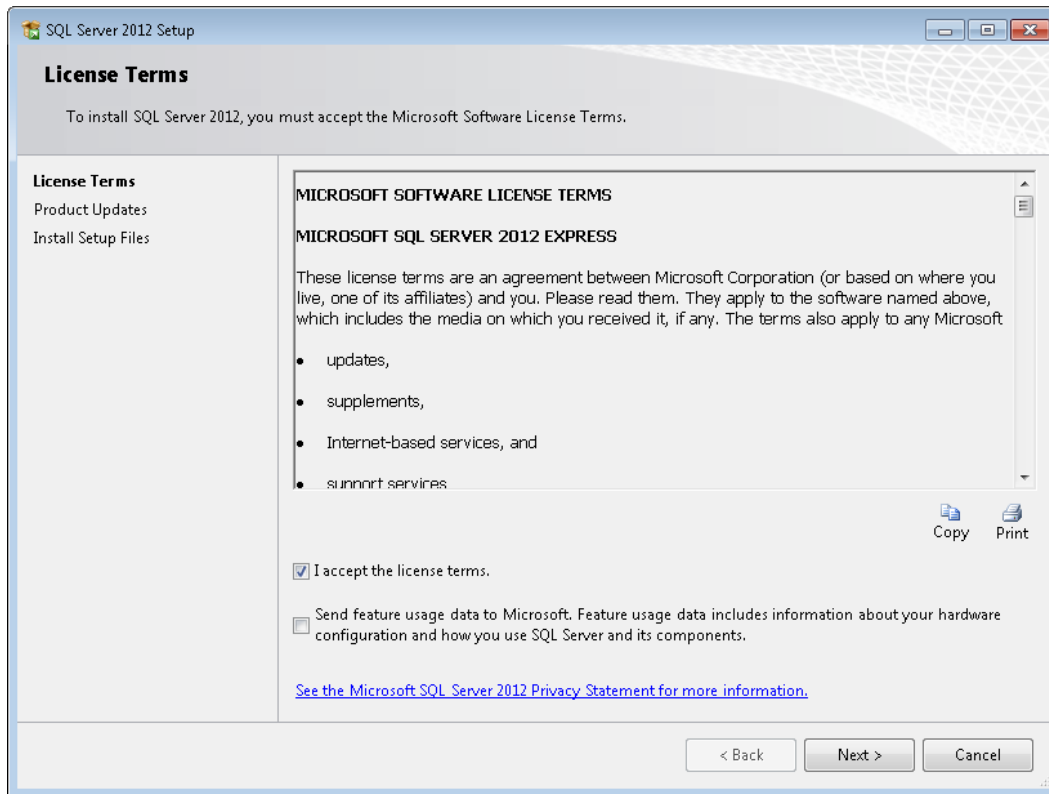 SQL Server 2012 Setup
License Terms
To install SQL Server 2012, you must accept the Microsoft Software License Terms.
License Terms
Product Updates
Install Setup Files
MICROSOFT SOFTWARE LICENSE TERMS
MICROSOFT SQL SERVER 2012 EXPRESS
These license terms are an agreement between Microsoft Corporation (or based on where you
live, one of its affiliates) and you. Please read them. They apply to the software named above,
which includes the media on which you received it, if any. The terms also apply to any Microsoft
• updates,
• supplements,
• Internet-based services, and
• support services
Copy Print
I accept the license terms.
Send feature usage data to Microsoft. Feature usage data includes information about your hardware
configuration and how you use SQL Server and its components.
See the Microsoft SQL Server 2012 Privacy Statement for more information.
< Back Next > Cancel